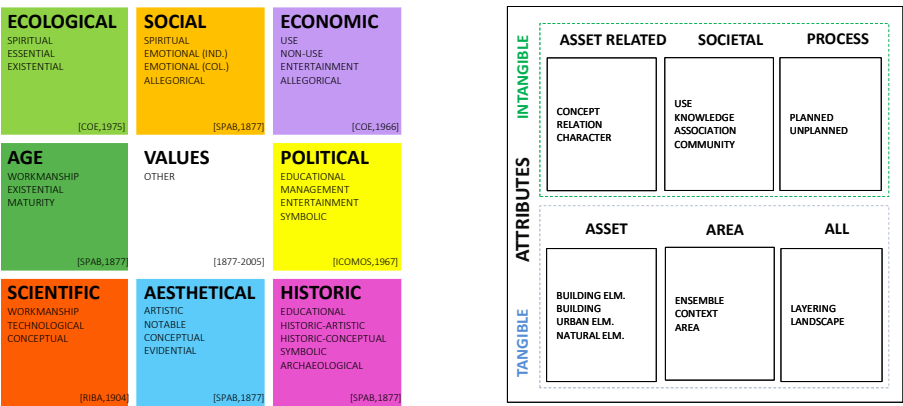 ECOLOGICAL
SPIRITUAL
ESSENTIAL
EXISTENTIAL
[COE,1975]
SOCIAL
SPIRITUAL
EMOTIONAL (IND.)
EMOTIONAL (COL.)
ALLEGORICAL
[SPAB,1877]
ECONOMIC
USE
NON-USE
ENTERTAINMENT
ALLEGORICAL
[COE,1966]
AGE
WORKMANSHIP
EXISTENTIAL
MATURITY
[SPAB,1877]
VALUES
OTHER
[1877-2005]
POLITICAL
EDUCATIONAL
MANAGEMENT
ENTERTAINMENT
SYMBOLIC
[ICOMOS,1967]
SCIENTIFIC
WORKMANSHIP
TECHNOLOGICAL
CONCEPTUAL
[RIBA,1904]
AESTHETICAL
ARTISTIC
NOTABLE
CONCEPTUAL
EVIDENTIAL
[SPAB,1877]
HISTORIC
EDUCATIONAL
HISTORIC-ARTISTIC
HISTORIC-CONCEPTUAL
SYMBOLIC
ARCHAEOLOGICAL
[SPAB,1877]
ATTRIBUTES
INTANGIBLE
ASSET RELATED
CONCEPT
RELATION
CHARACTER
SOCIETAL
USE
KNOWLEDGE
ASSOCIATION
COMMUNITY
PROCESS
PLANNED
UNPLANNED
TANGIBLE
ASSET
BUILDING ELM.
BUILDING
URBAN ELM.
NATURAL ELM.
AREA
ENSEMBLE
CONTEXT
AREA
ALL
LAYERING
LANDSCAPE